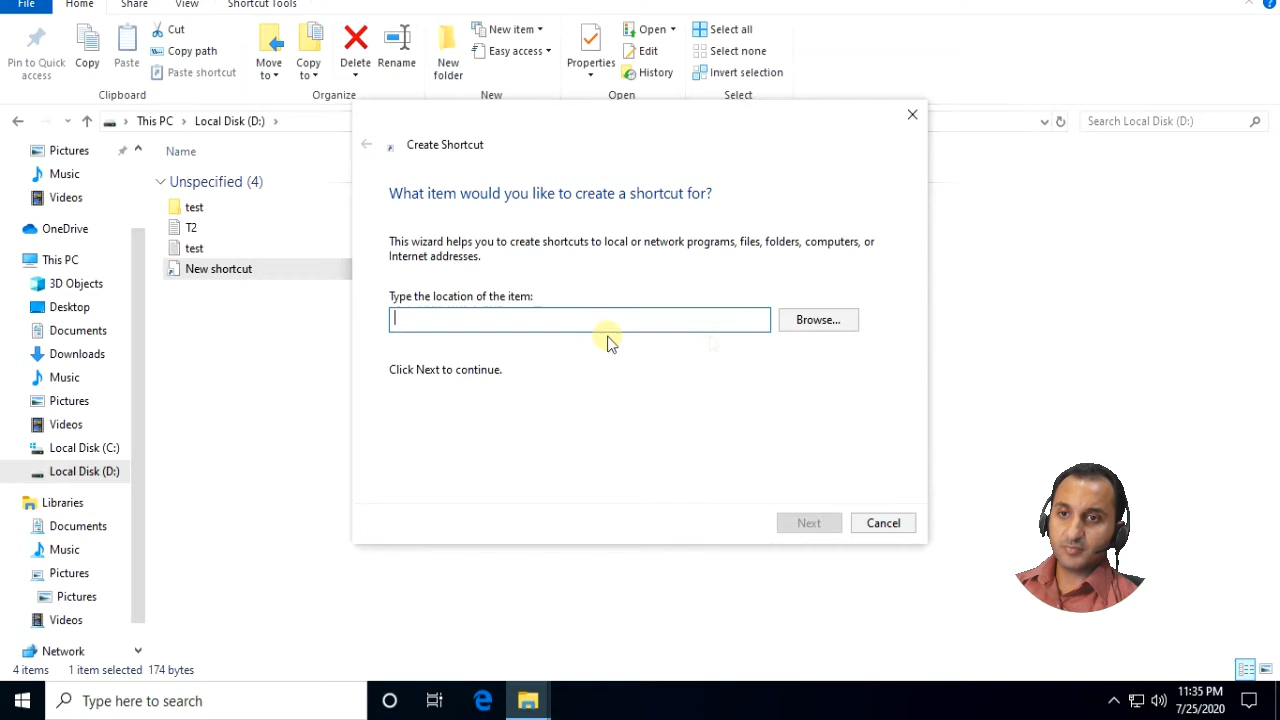 File Home Share View Shortcut Tools
Pin to Quick access
Copy
Paste
Cut
Copy path
Paste shortcut
Clipboard
Move to
Copy to
Delete
Rename
Organize
New folder
New item
Easy access
New
Properties
Open
Edit
History
Open
Select all
Select none
Invert selection
Select
This PC Local Disk (D:)
Search Local Disk (D:)
Pictures
Music
Videos
OneDrive
This PC
3D Objects
Desktop
Documents
Downloads
Music
Pictures
Videos
Local Disk (C:)
Local Disk (D:)
Libraries
Documents
Music
Pictures
Pictures
Videos
Network
Name
Unspecified (4)
test
T2
test
New shortcut
Create Shortcut
What item would you like to create a shortcut for?
This wizard helps you to create shortcuts to local or network programs, files, folders, computers, or
Internet addresses.
Type the location of the item:
Browse...
Click Next to continue.
Next Cancel
4 items 1 item selected 174 bytes
Type here to search
11:35 PM
7/25/2020